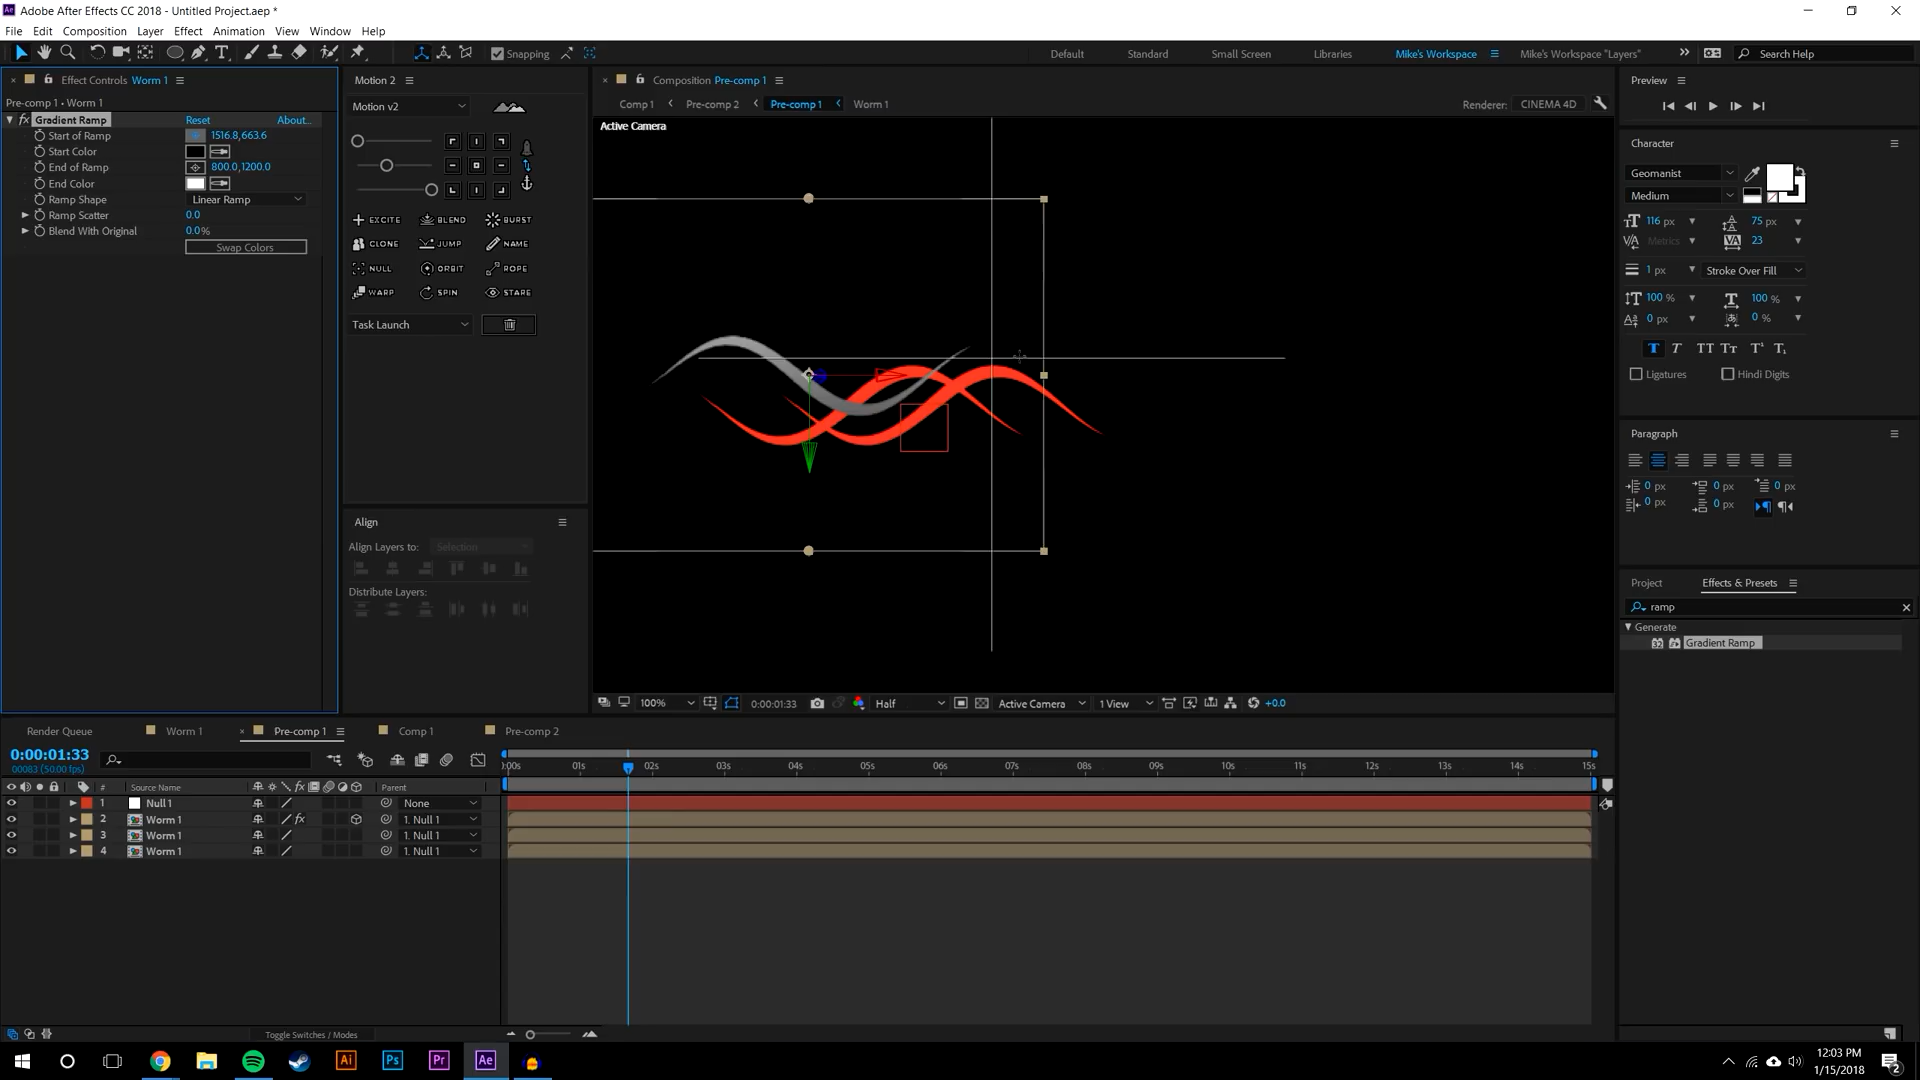 Adobe After Effects CC 2018 - Untitled Project.aep *
File Edit Composition Layer Effect Animation View Window Help
Snapping
Default Standard Small Screen Libraries Mike's Workspace Mike's Workspace "Layers" Search Help
Effect Controls Worm 1
Pre-comp 1 • Worm 1
fx Gradient Ramp Reset About...
Start of Ramp 1516.8,663.6
Start Color
End of Ramp 800.0,1200.0
End Color
Ramp Shape Linear Ramp
Ramp Scatter 0.0
Blend With Original 0.0%
Swap Colors
Motion 2
Motion v2
EXCITE BLEND BURST
CLONE JUMP NAME
NULL ORBIT ROPE
WARP SPIN STARE
Task Launch
Align
Align Layers to: Selection
Distribute Layers:
Composition Pre-comp 1
Comp 1 Pre-comp 2 Pre-comp 1 Worm 1
Renderer: CINEMA 4D
Active Camera
100% 0:00:01:33 Half Active Camera 1 View +0.0
Preview
Character
Geomanist
Medium
116 px 75 px
Metrics 23
1 px Stroke Over Fill
100 % 100 %
0 px 0 %
Ligatures Hindi Digits
Paragraph
0 px 0 px 0 px
0 px 0 px
Project Effects & Presets
ramp
Generate
32 Gradient Ramp
Render Queue Worm 1 Pre-comp 1 Comp 1 Pre-comp 2
0:00:01:33
00083 (50.00 fps)
# Source Name fx Parent
1 Null 1 None
2 Worm 1 fx 1. Null 1
3 Worm 1 1. Null 1
4 Worm 1 1. Null 1
:00s 01s 02s 03s 04s 05s 06s 07s 08s 09s 10s 11s 12s 13s 14s 15s
Toggle Switches / Modes
Ai Ps Pr Ae
12:03 PM
1/15/2018
2